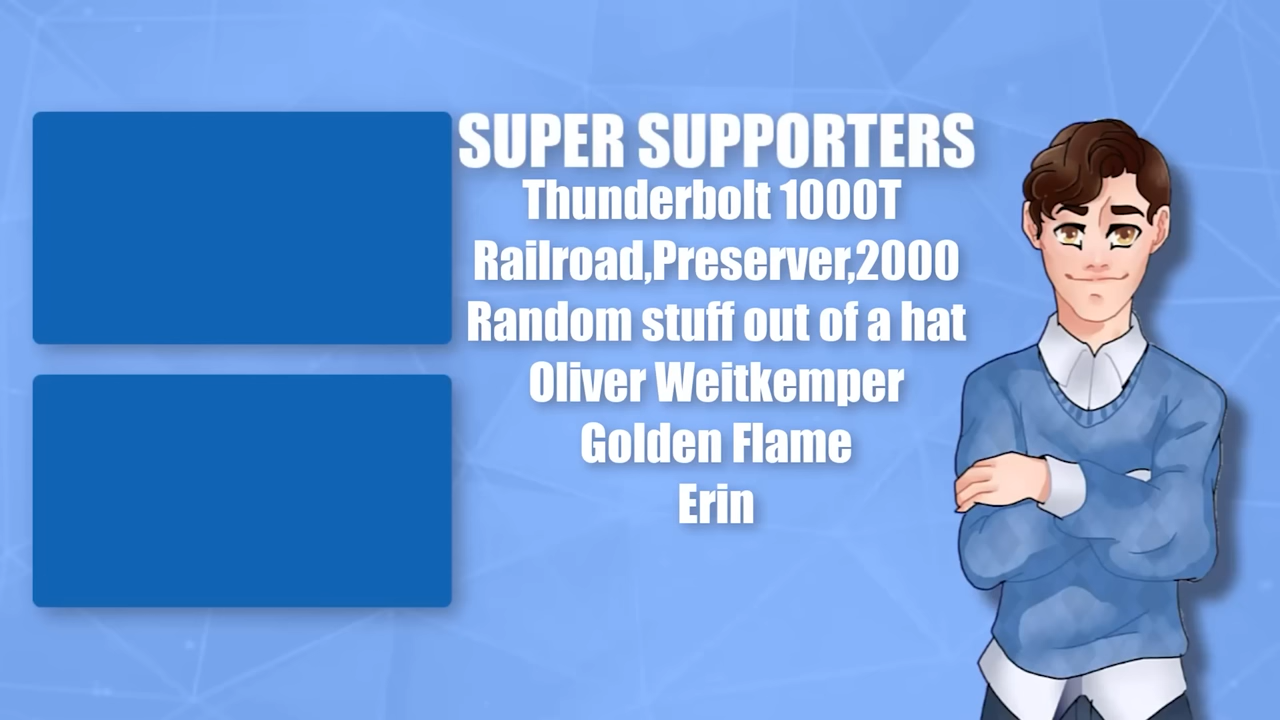 SUPER SUPPORTERS
Thunderbolt 1000T
Railroad,Preserver,2000
Random stuff out of a hat
Oliver Weitkemper
Golden Flame
Erin